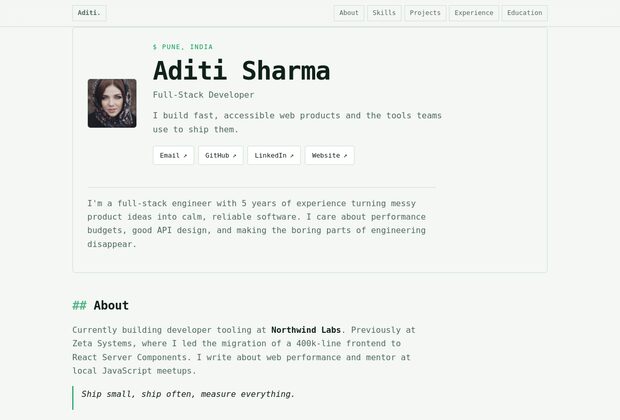 Aditi.
About
Skills
Projects
Experience
Education
$ PUNE, INDIA
Aditi Sharma
Full-Stack Developer
I build fast, accessible web products and the tools teams
use to ship them.
Email ↗
GitHub ↗
LinkedIn ↗
Website ↗
I'm a full-stack engineer with 5 years of experience turning messy
product ideas into calm, reliable software. I care about performance
budgets, good API design, and making the boring parts of engineering
disappear.
## About
Currently building developer tooling at Northwind Labs. Previously at
Zeta Systems, where I led the migration of a 400k-line frontend to
React Server Components. I write about web performance and mentor at
local JavaScript meetups.
Ship small, ship often, measure everything.